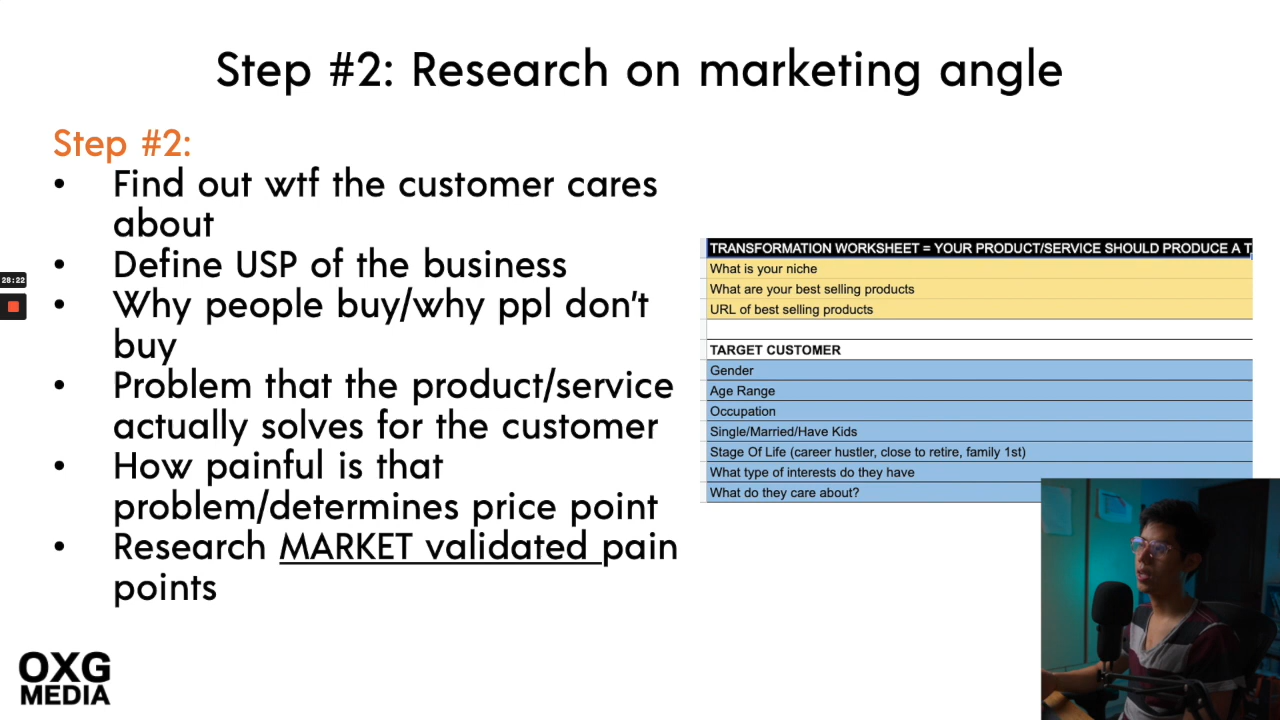 Step #2: Research on marketing angle
Step #2:
• Find out wtf the customer cares
about
• Define USP of the business
• Why people buy/why ppl don't
buy
• Problem that the product/service
actually solves for the customer
• How painful is that
problem/determines price point
• Research MARKET validated pain
points
28:22
TRANSFORMATION WORKSHEET = YOUR PRODUCT/SERVICE SHOULD PRODUCE A T
What is your niche
What are your best selling products
URL of best selling products
TARGET CUSTOMER
Gender
Age Range
Occupation
Single/Married/Have Kids
Stage Of Life (career hustler, close to retire, family 1st)
What type of interests do they have
What do they care about?
OXG
MEDIA